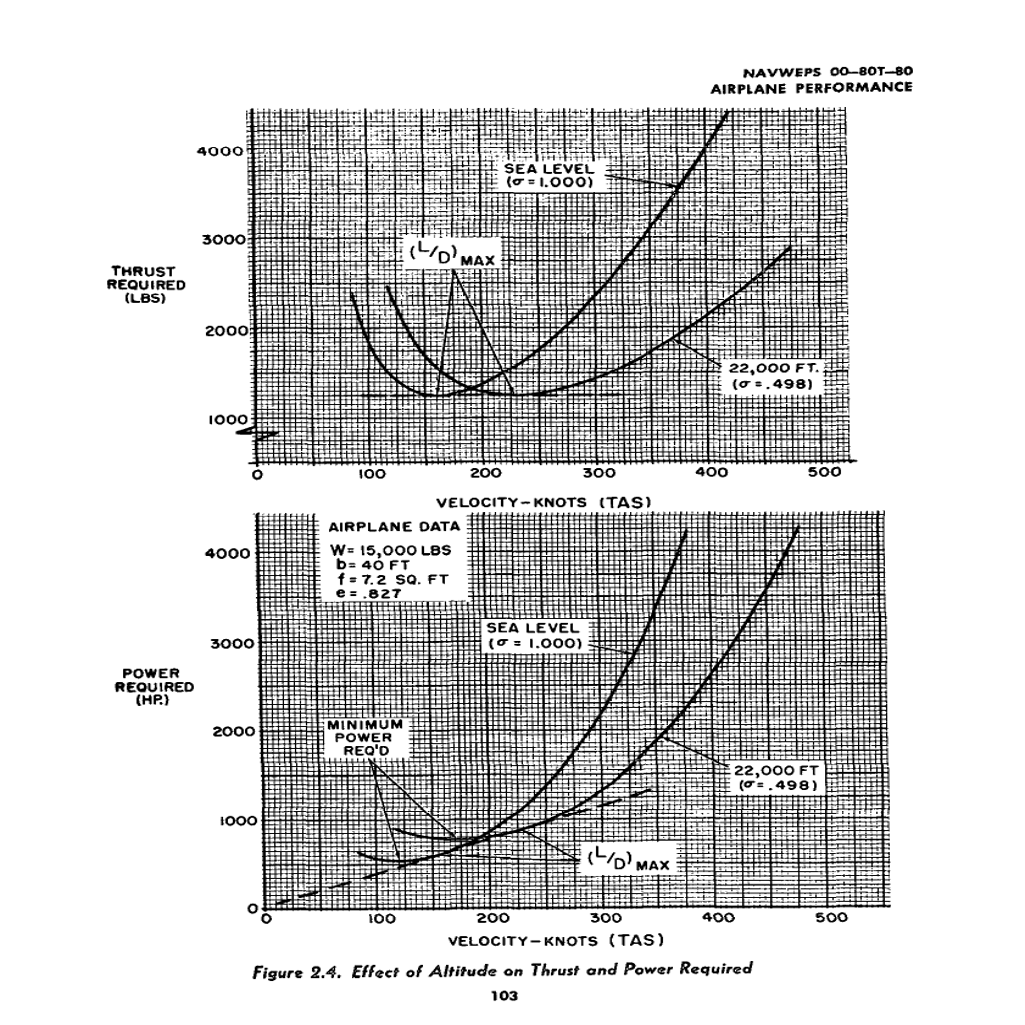 NAVWEPS 00-80T-80
AIRPLANE PERFORMANCE
4000
3000
2000
1000
THRUST
REQUIRED
(LBS)
SEA LEVEL
(σ = 1.000)
(L/D) MAX
22,000 FT.
(σ = .498)
0 100 200 300 400 500
VELOCITY-KNOTS (TAS)
AIRPLANE DATA
W = 15,000 LBS
b = 40 FT
f = 7.2 SQ. FT
e = .827
4000
3000
2000
1000
0
POWER
REQUIRED
(HP.)
SEA LEVEL
(σ = 1.000)
MINIMUM
POWER
REQ'D
22,000 FT
(σ = .498)
(L/D) MAX
0 100 200 300 400 500
VELOCITY-KNOTS (TAS)
Figure 2.4. Effect of Altitude on Thrust and Power Required
103